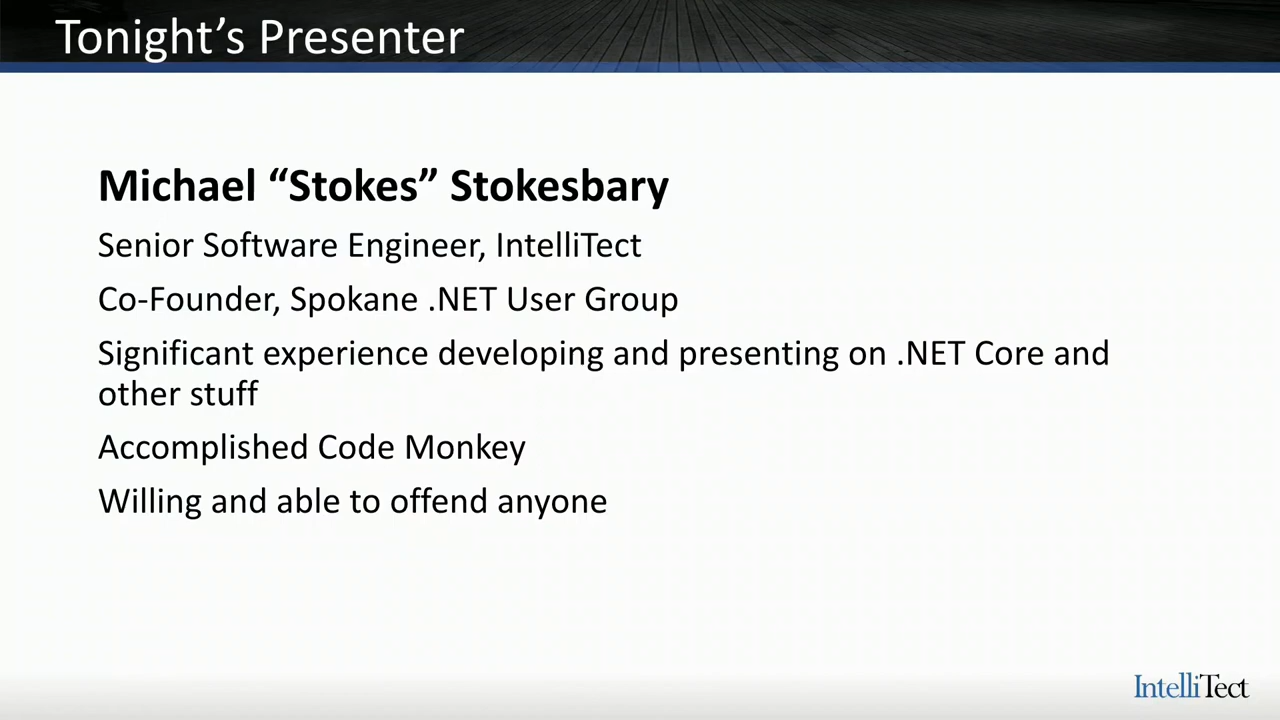 Tonight’s Presenter
Michael “Stokes” Stokesbary
Senior Software Engineer, IntelliTect
Co-Founder, Spokane .NET User Group
Significant experience developing and presenting on .NET Core and
other stuff
Accomplished Code Monkey
Willing and able to offend anyone
IntelliTect